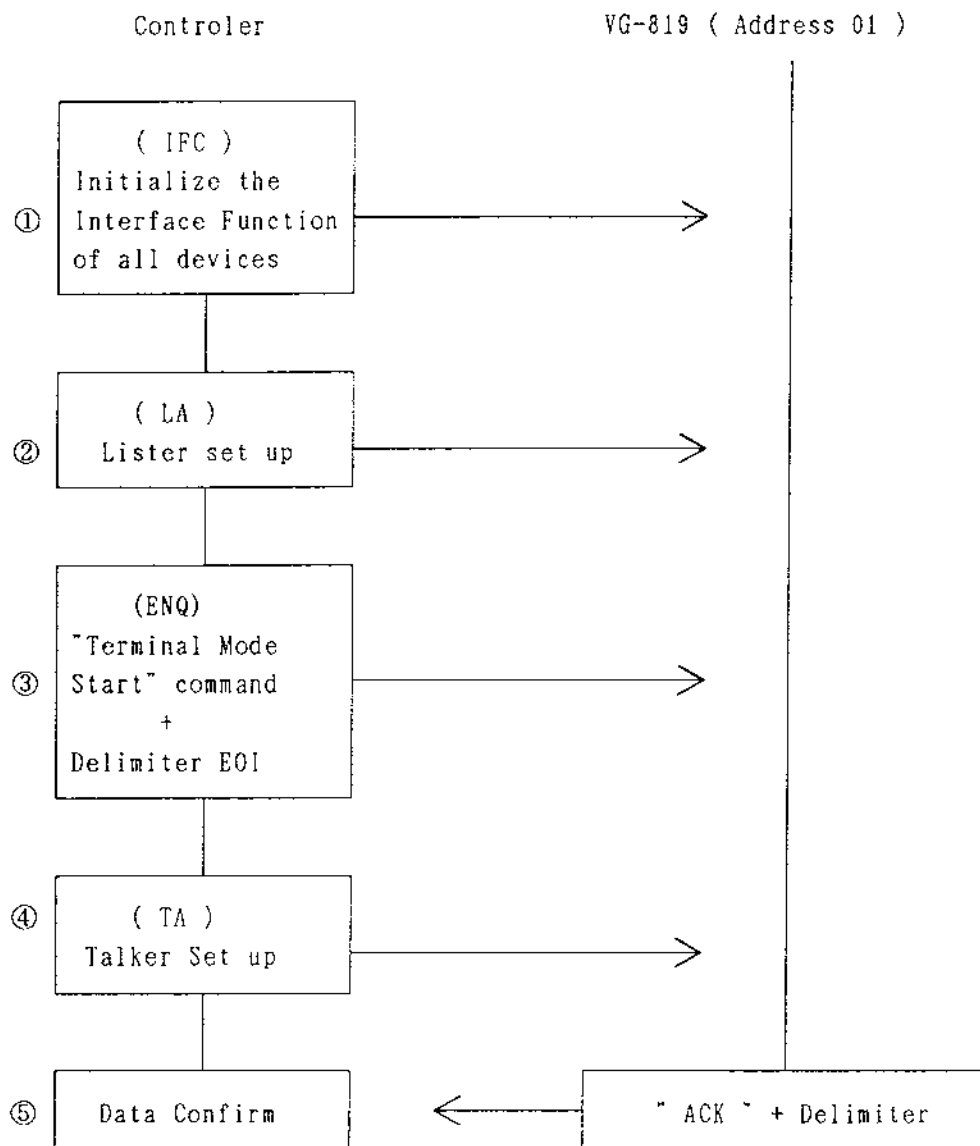 Controler
VG-819 ( Address 01 )
①
( IFC )
Initialize the
Interface Function
of all devices
②
( LA )
Lister set up
③
(ENQ)
"Terminal Mode
Start" command
+
Delimiter EOI
④
( TA )
Talker Set up
⑤
Data Confirm
" ACK " + Delimiter